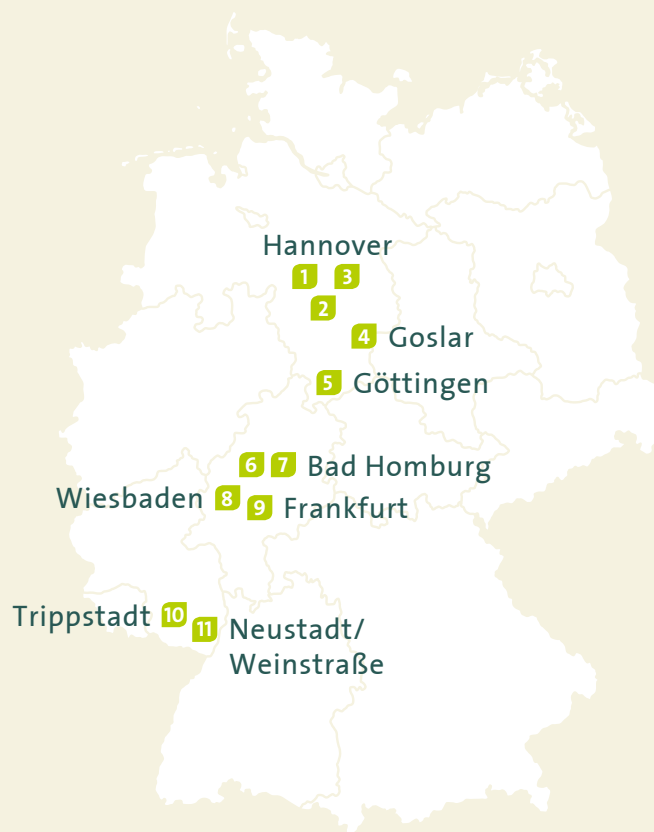 Hannover
1 3
2
4 Goslar
5 Göttingen
6 7 Bad Homburg
Wiesbaden 8
9 Frankfurt
Trippstadt 10
11 Neustadt/
Weinstraße